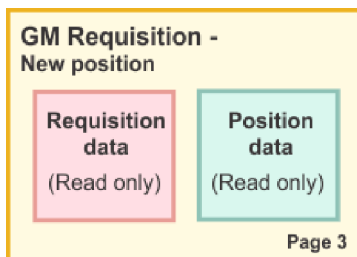 GM Requisition -
New position
Requisition
data
(Read only)
Position
data
(Read only)
Page 3